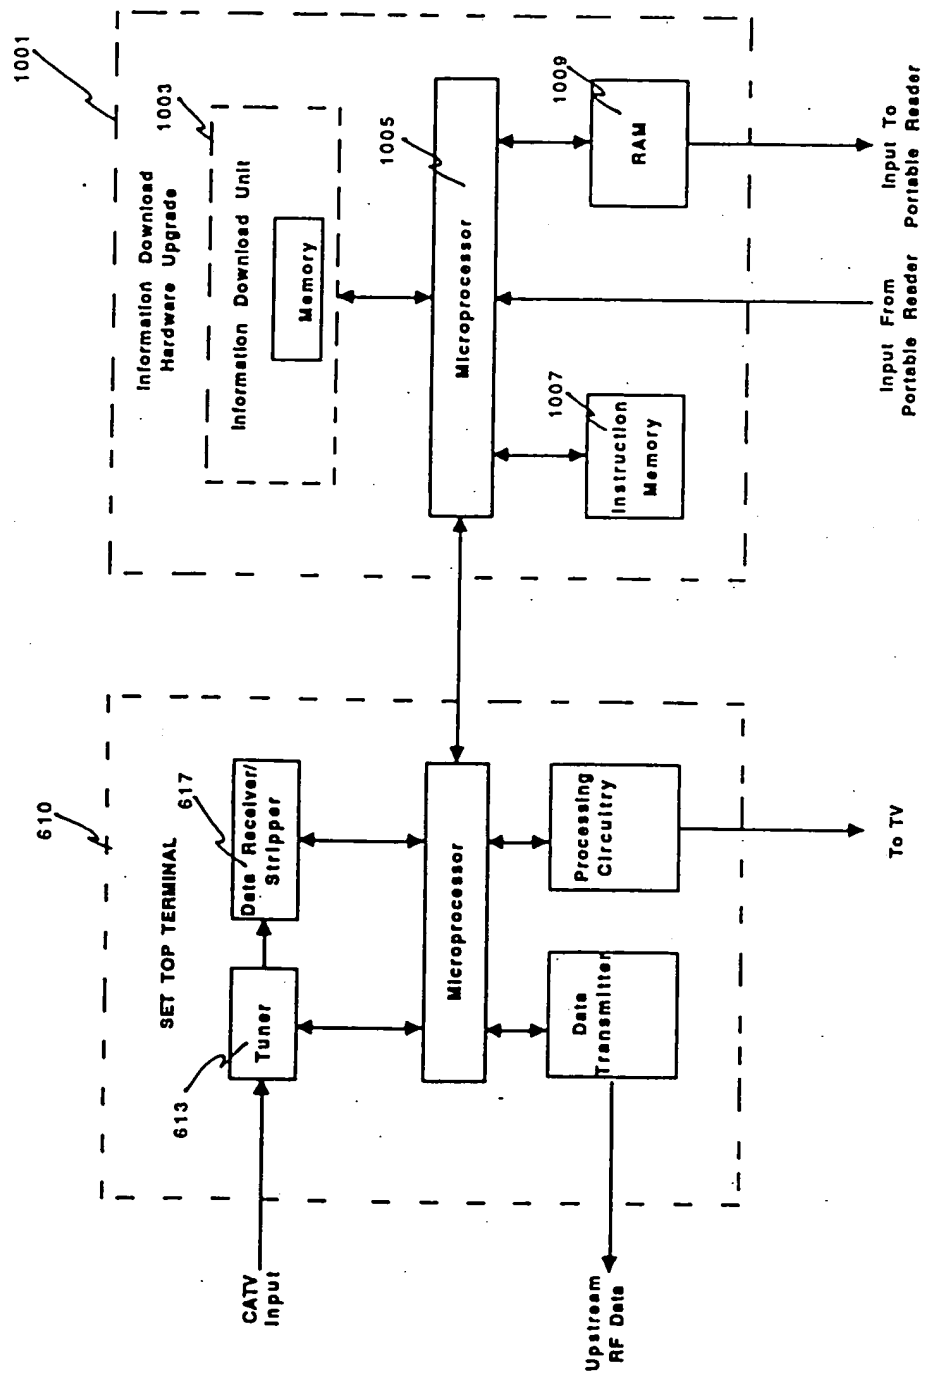 610
SET TOP TERMINAL
CATV
Input
613
Tuner
617
Data Receiver/
Stripper
Microprocessor
Data
Transmitter
Processing
Circuitry
Upstream
RF Data
To TV
1001
Information Download
Hardware Upgrade
1003
Information Download Unit
Memory
1005
Microprocessor
1007
Instruction
Memory
1009
RAM
Input From
Portable Reader
Input To
Portable Reader